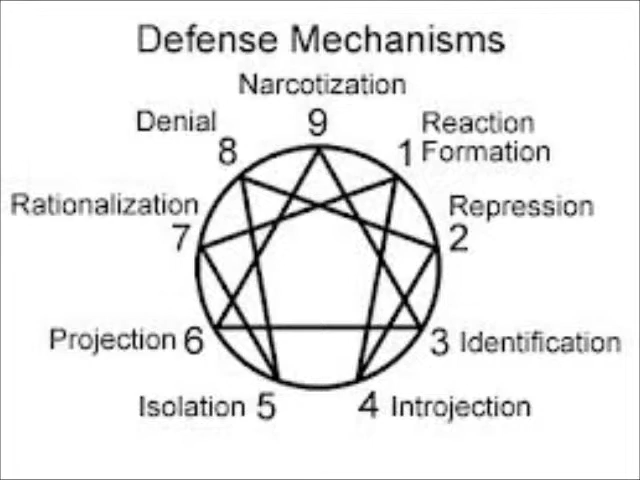 Defense Mechanisms
Narcotization
9
Denial
8
Reaction
1 Formation
Rationalization
7
Repression
2
Projection 6
3 Identification
Isolation 5
4 Introjection